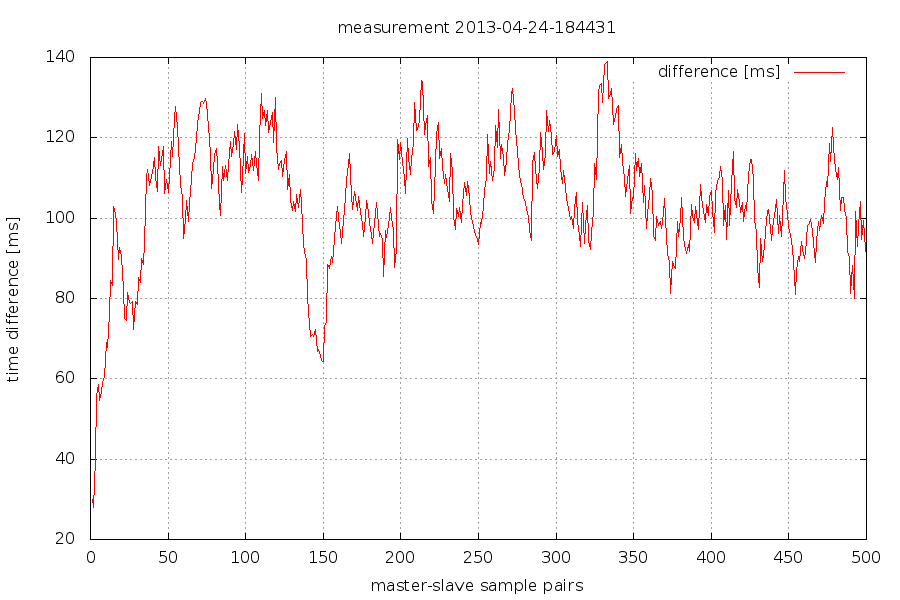 measurement 2013-04-24-184431
difference [ms]
time difference [ms]
140
120
100
80
60
40
20
0 50 100 150 200 250 300 350 400 450 500
master-slave sample pairs